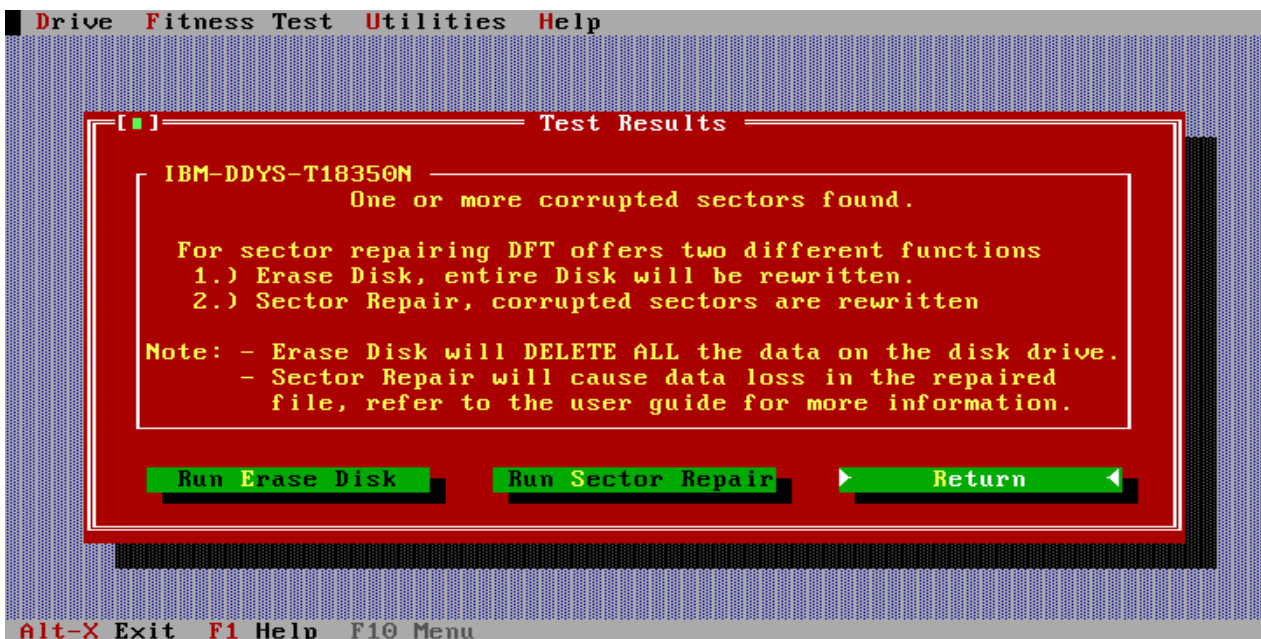 Drive Fitness Test Utilities Help
[■] Test Results
IBM-DDYS-T18350N
One or more corrupted sectors found.
For sector repairing DFT offers two different functions
1.) Erase Disk, entire Disk will be rewritten.
2.) Sector Repair, corrupted sectors are rewritten
Note: - Erase Disk will DELETE ALL the data on the disk drive.
- Sector Repair will cause data loss in the repaired
file, refer to the user guide for more information.
Run Erase Disk Run Sector Repair Return
Alt-X Exit F1 Help F10 Menu